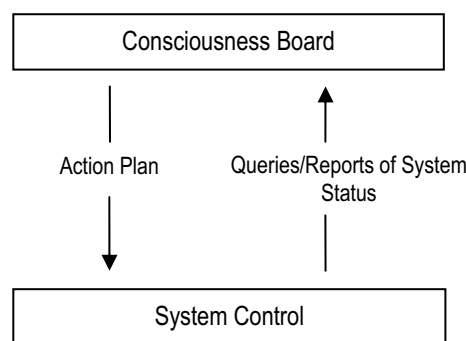 Consciousness Board
Action Plan
Queries/Reports of System
Status
System Control